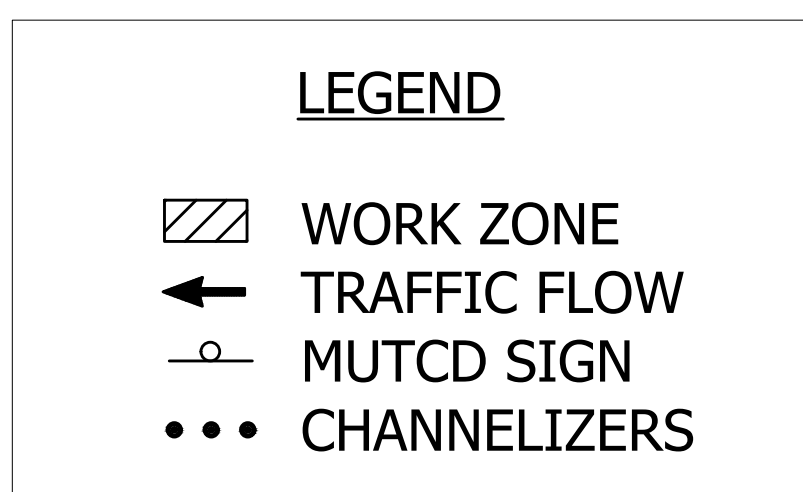 LEGEND
WORK ZONE
TRAFFIC FLOW
MUTCD SIGN
CHANNELIZERS